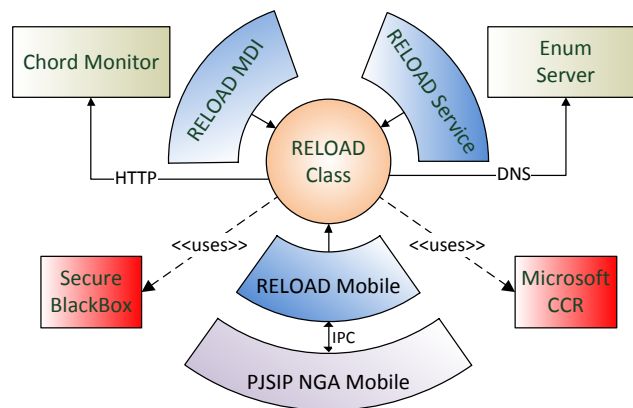 Chord Monitor
RELOAD MDI
RELOAD Service
Enum
Server
RELOAD
Class
HTTP
DNS
<<uses>>
<<uses>>
Secure
BlackBox
RELOAD Mobile
Microsoft
CCR
IPC
PJSIP NGA Mobile